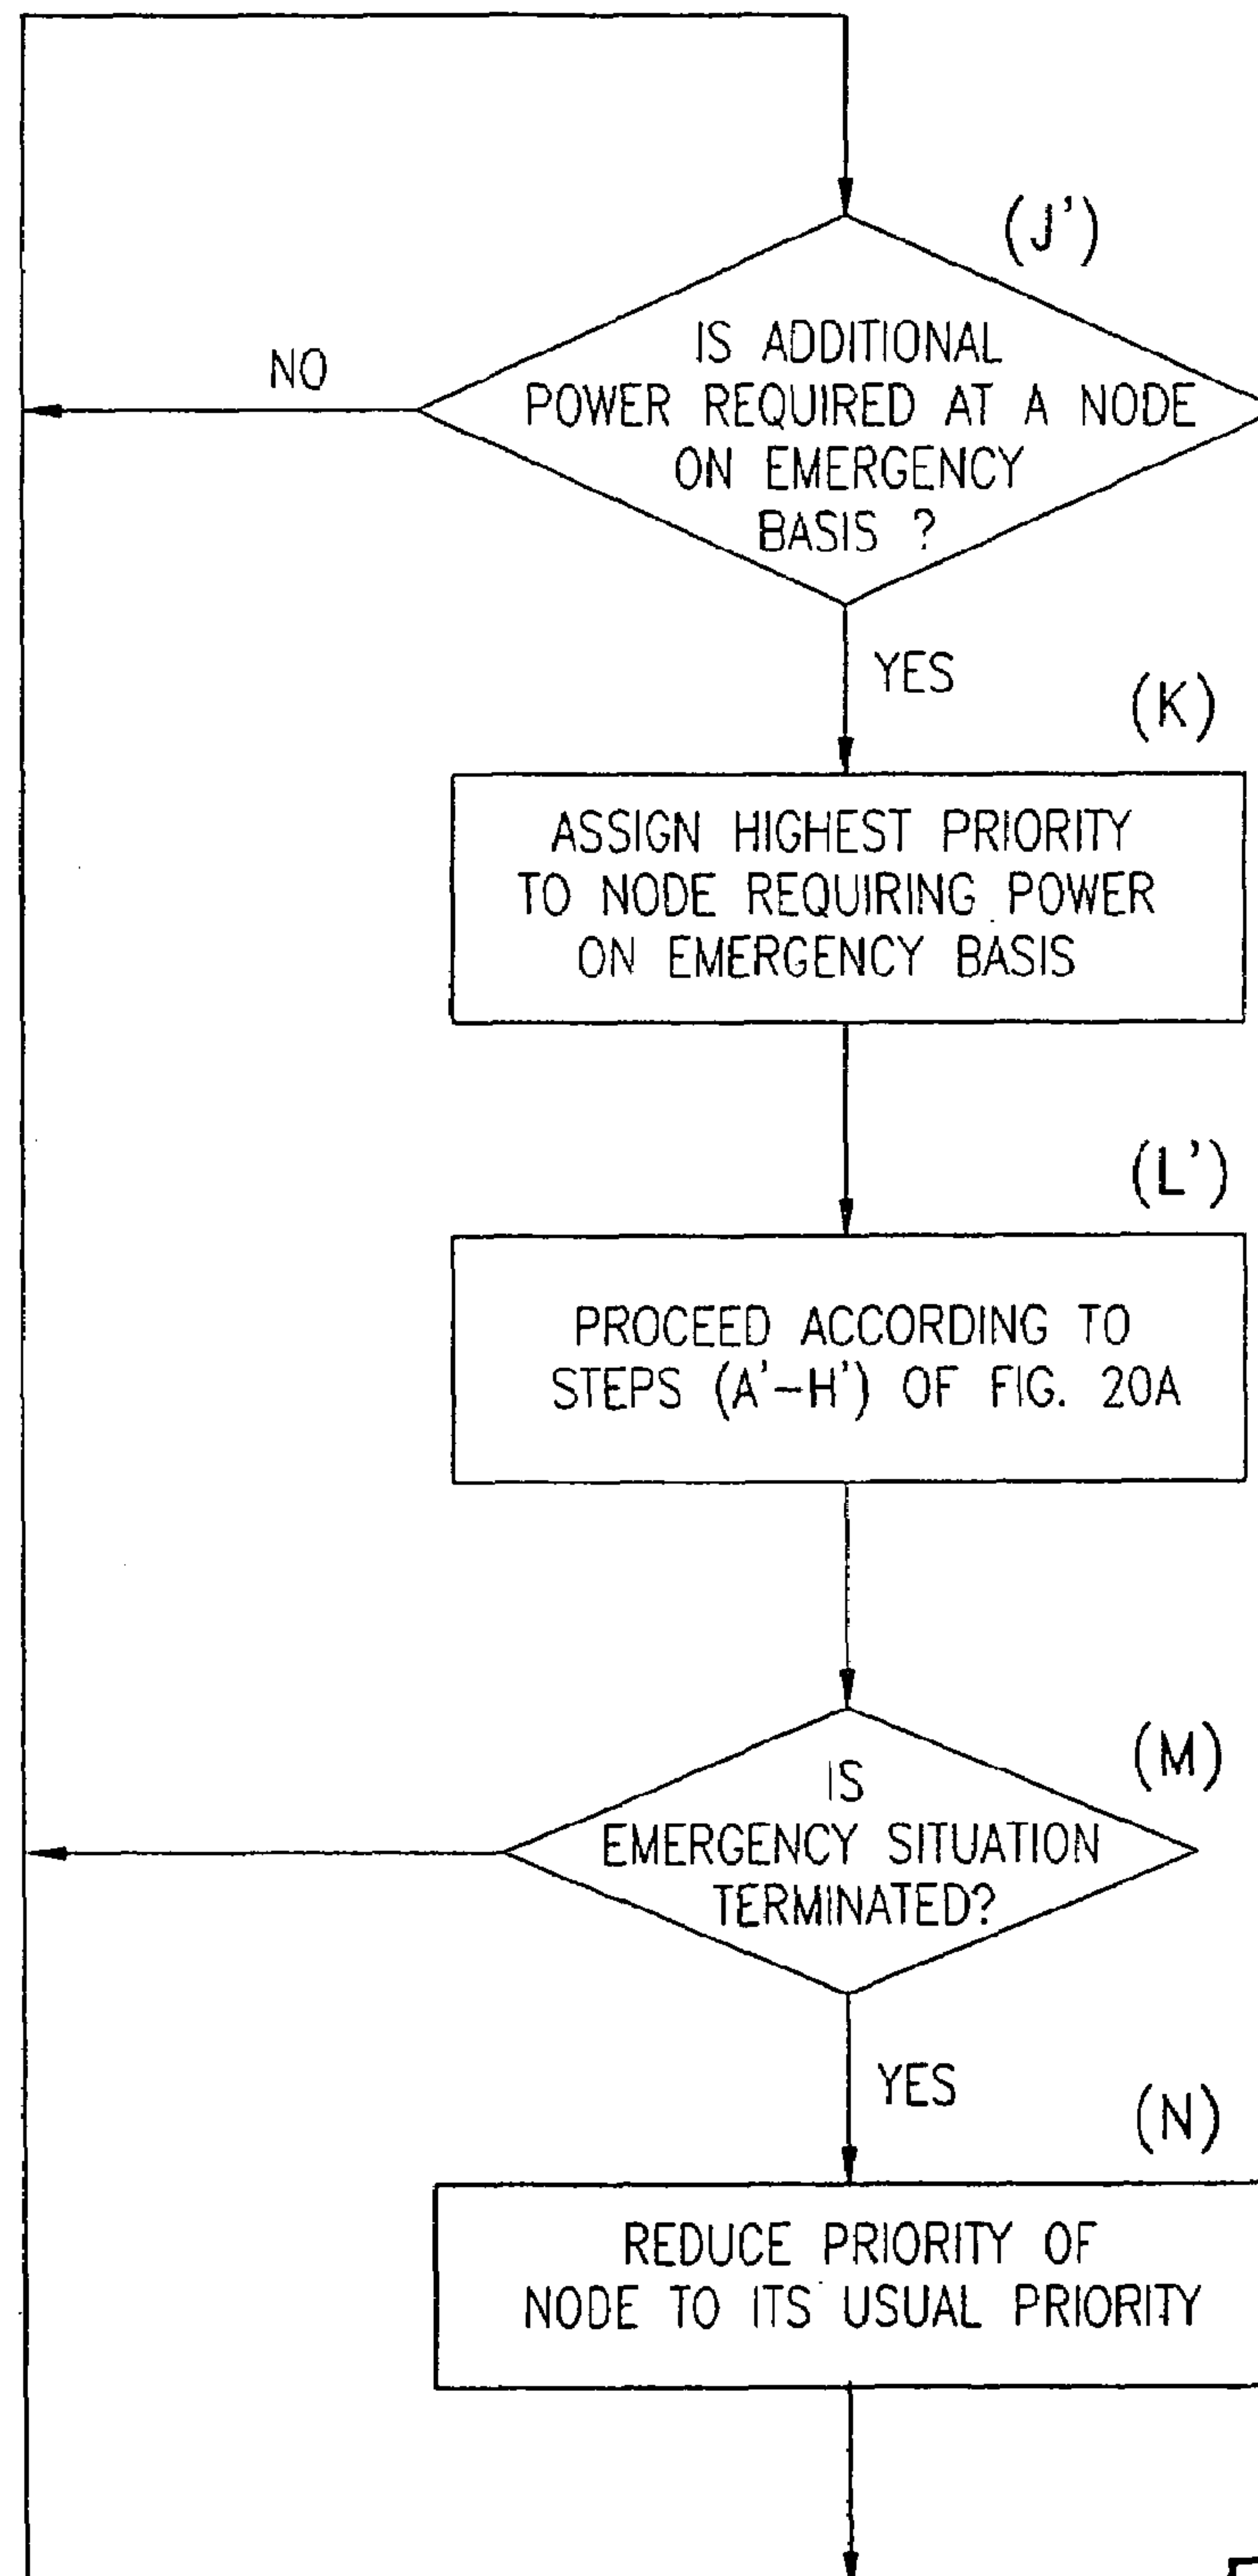 (J')
IS ADDITIONAL
POWER REQUIRED AT A NODE
ON EMERGENCY
BASIS ?
NO
YES
(K)
ASSIGN HIGHEST PRIORITY
TO NODE REQUIRING POWER
ON EMERGENCY BASIS
(L')
PROCEED ACCORDING TO
STEPS (A'-H') OF FIG. 20A
(M)
IS
EMERGENCY SITUATION
TERMINATED?
YES
(N)
REDUCE PRIORITY OF
NODE TO ITS USUAL PRIORITY